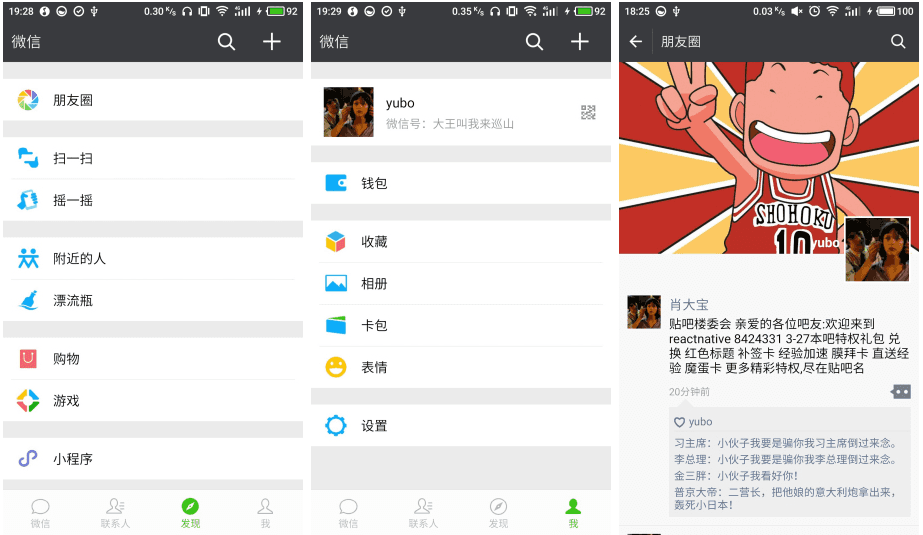 19:28
0.30 K/s
4G
92
微信
朋友圈
扫一扫
摇一摇
附近的人
漂流瓶
购物
游戏
小程序
微信
联系人
发现
我
19:29
0.35 K/s
4G
92
微信
yubo
微信号：大王叫我来巡山
钱包
收藏
相册
卡包
表情
设置
微信
联系人
发现
我
18:25
0.03 K/s
4G
100
朋友圈
SHOHOKU
10
yubo
肖大宝
贴吧楼委会 亲爱的各位吧友:欢迎来到
reactnative 8424331 3-27本吧特权礼包 兑
换 红色标题 补签卡 经验加速 膜拜卡 直送经
验 魔蛋卡 更多精彩特权,尽在贴吧名
20分钟前
yubo
习主席：小伙子我要是骗你我习主席倒过来念。
李总理：小伙子我要是骗你我李总理倒过来念。
金三胖：小伙子我看好你！
普京大帝：二营长，把他娘的意大利炮拿出来，
轰死小日本！